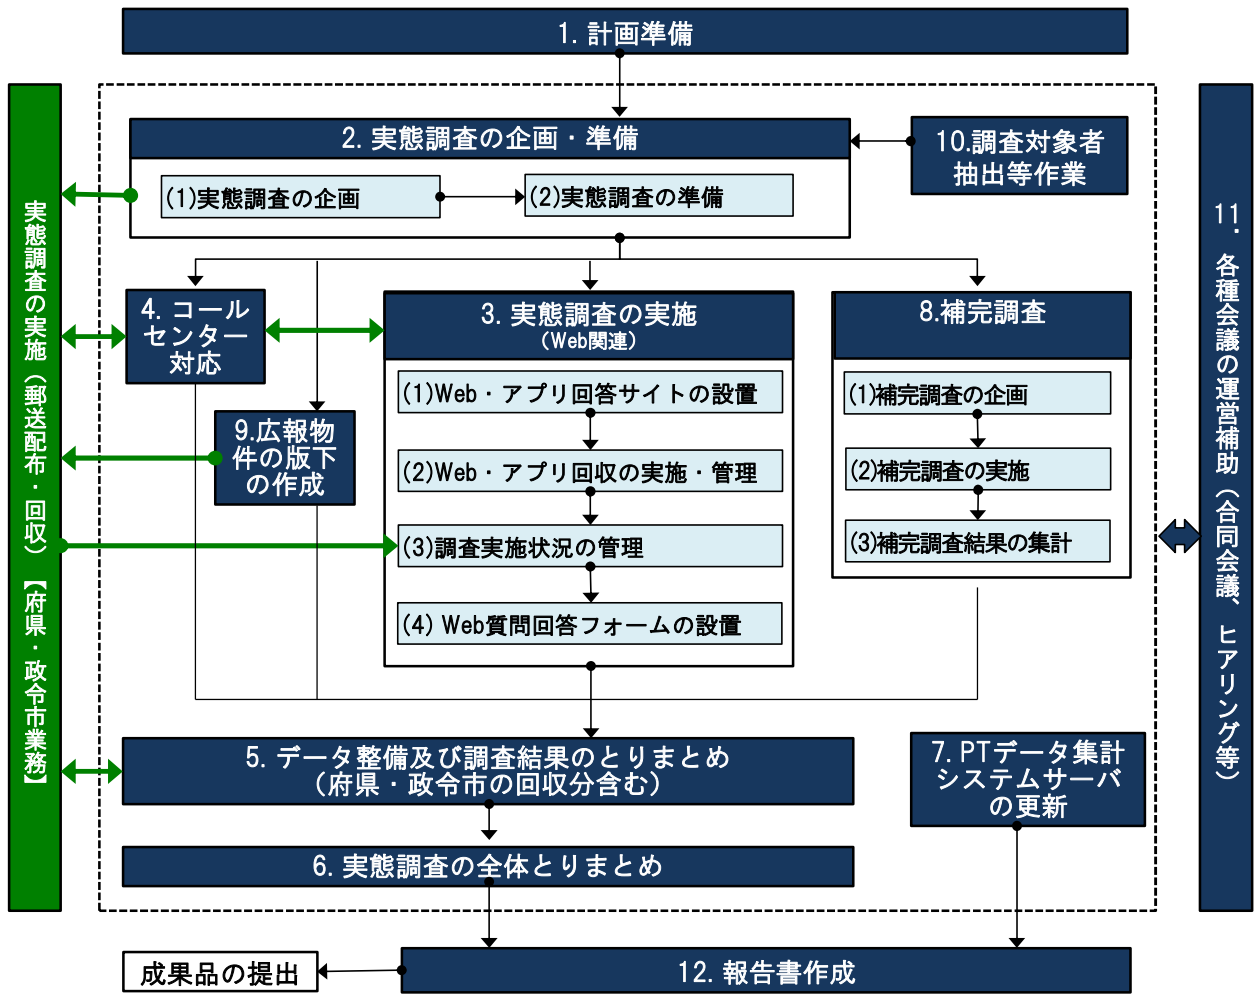 1. 計画準備
2. 実態調査の企画・準備
(1)実態調査の企画
(2)実態調査の準備
10.調査対象者
抽出等作業
実態調査の実施（郵送配布・回収）【府県・政令市業務】
11. 各種会議の運営補助（合同会議、ヒアリング等）
4. コール
センター
対応
3. 実態調査の実施
（Web関連）
(1)Web・アプリ回答サイトの設置
(2)Web・アプリ回収の実施・管理
(3)調査実施状況の管理
(4) Web質問回答フォームの設置
8.補完調査
(1)補完調査の企画
(2)補完調査の実施
(3)補完調査結果の集計
9.広報物
件の版下
の作成
5. データ整備及び調査結果のとりまとめ
（府県・政令市の回収分含む）
7. PTデータ集計
システムサーバ
の更新
6. 実態調査の全体とりまとめ
12. 報告書作成
成果品の提出